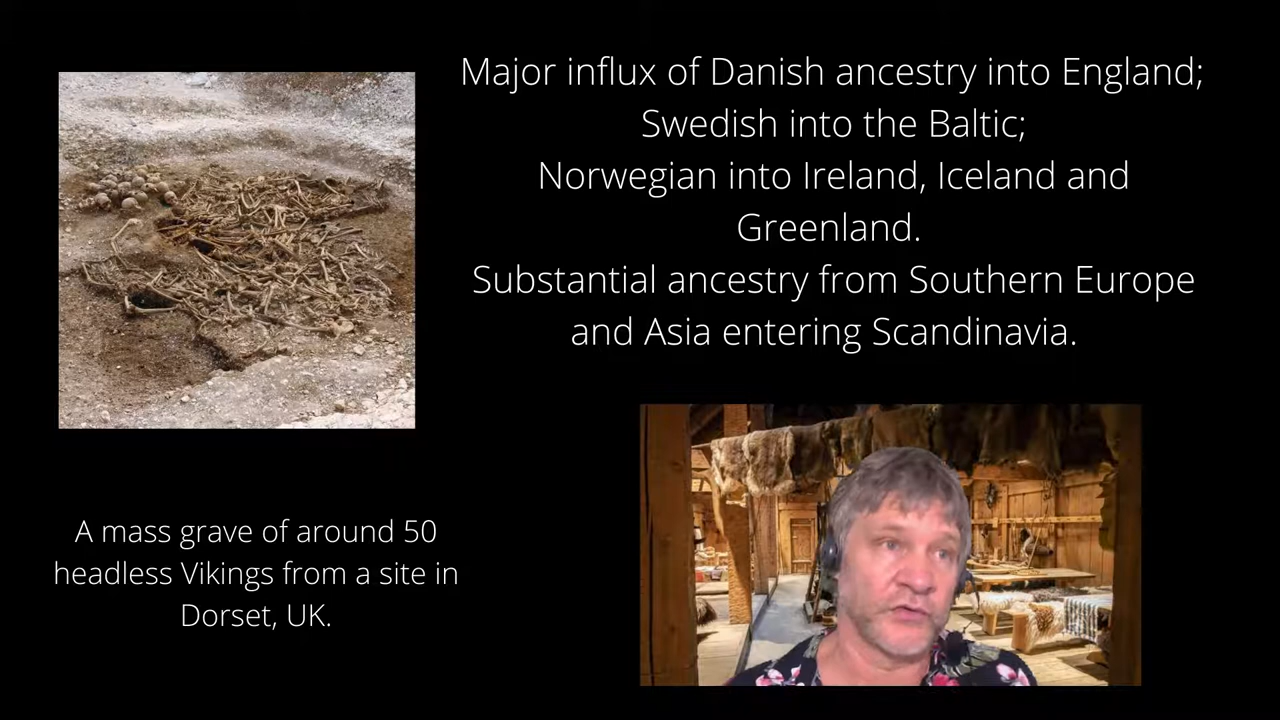 Major influx of Danish ancestry into England;
Swedish into the Baltic;
Norwegian into Ireland, Iceland and
Greenland.
Substantial ancestry from Southern Europe
and Asia entering Scandinavia.
A mass grave of around 50
headless Vikings from a site in
Dorset, UK.